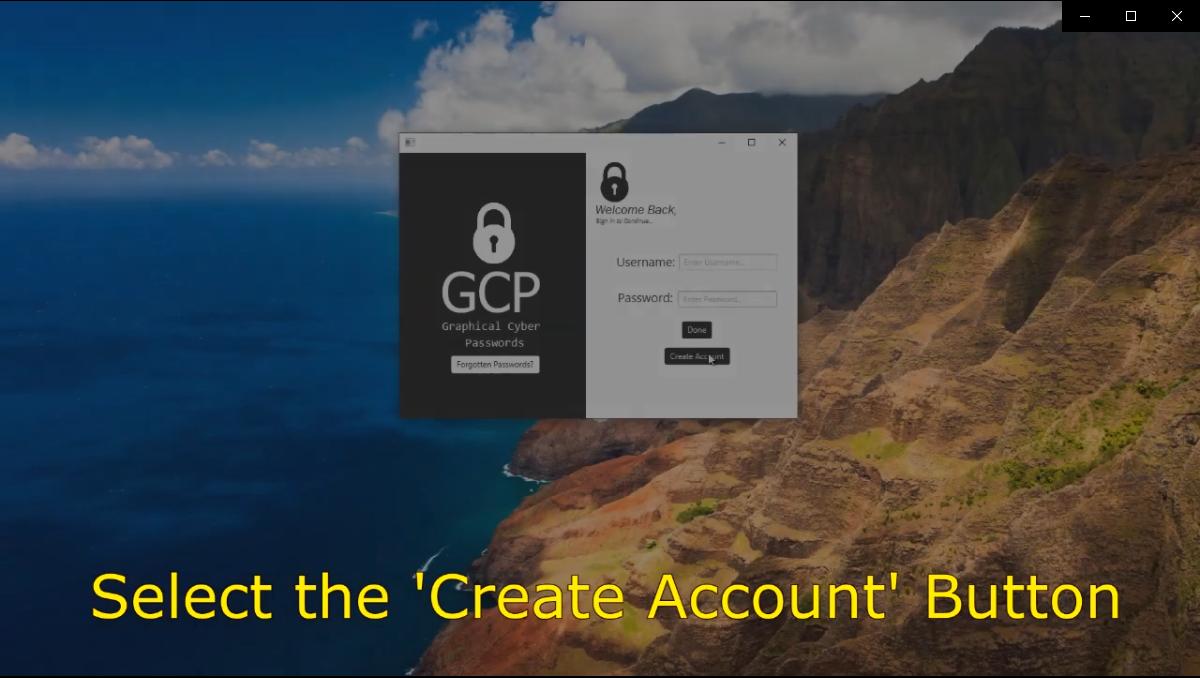 Welcome Back,
Sign in to Continue...
Username: Enter Username...
Password: Enter Password...
Done
Create Account
GCP
Graphical Cyber
Passwords
Forgotten Passwords?
Select the 'Create Account' Button